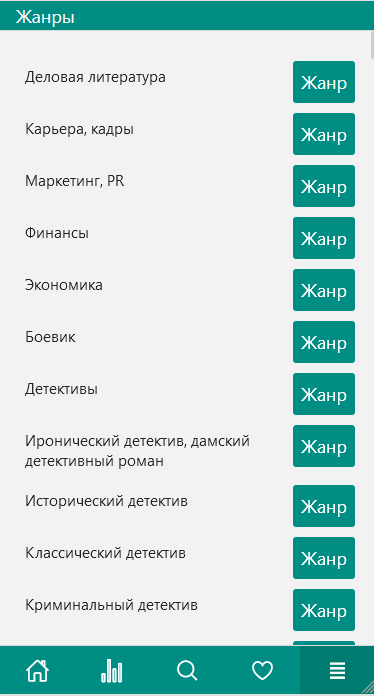 Жанры
Деловая литература
Жанр
Карьера, кадры
Жанр
Маркетинг, PR
Жанр
Финансы
Жанр
Экономика
Жанр
Боевик
Жанр
Детективы
Жанр
Иронический детектив, дамский
детективный роман
Жанр
Исторический детектив
Жанр
Классический детектив
Жанр
Криминальный детектив
Жанр